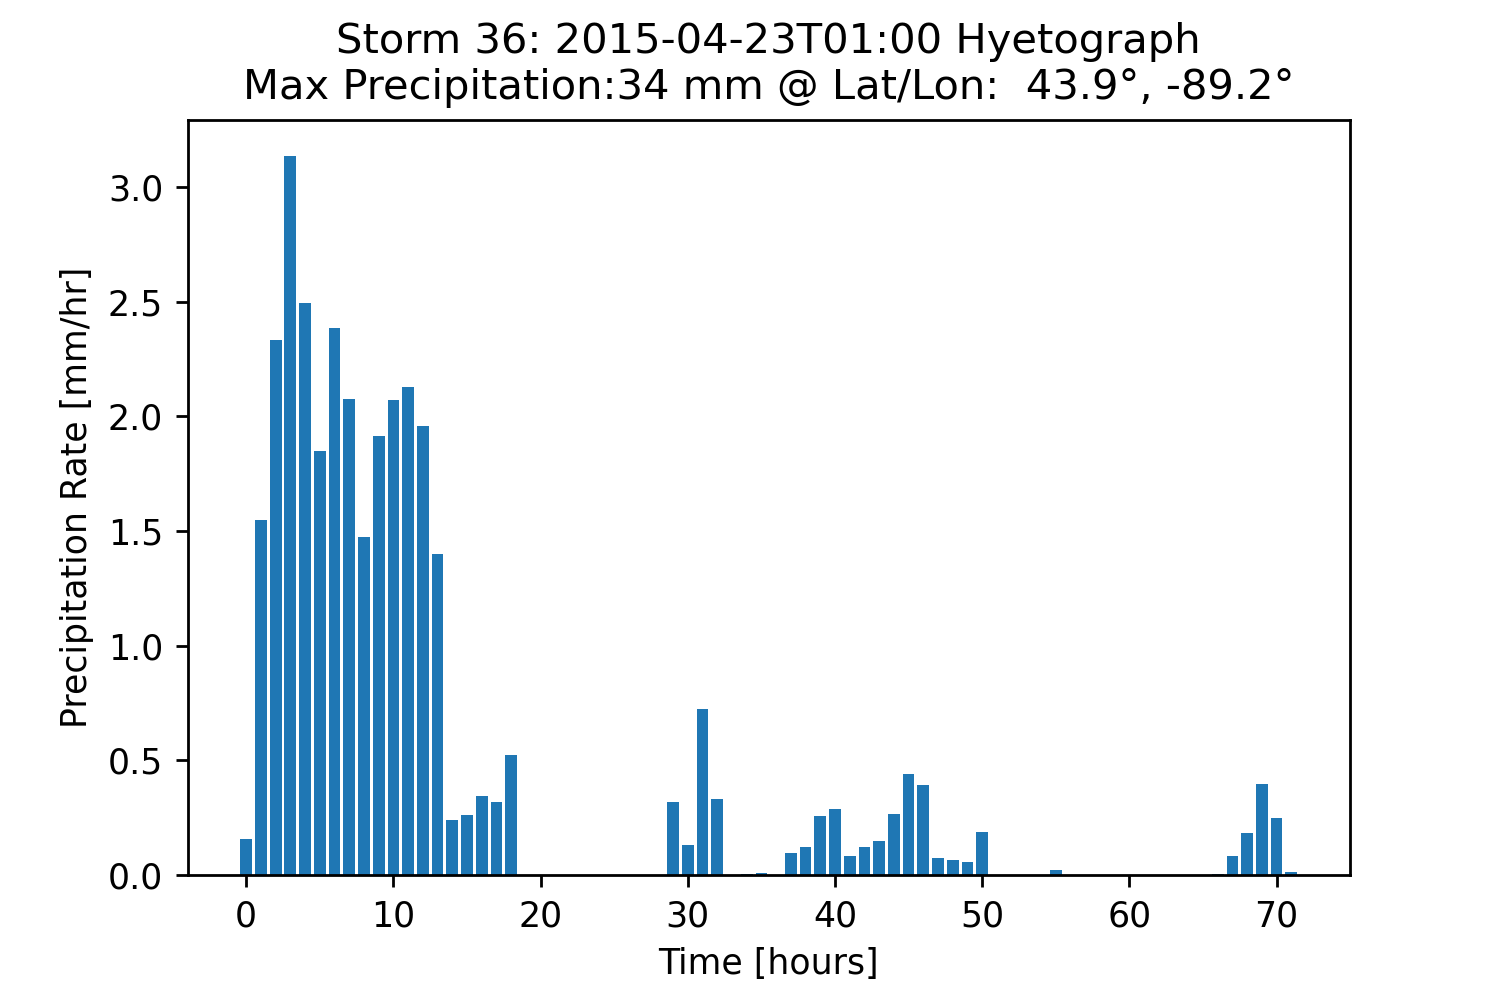 Storm 36: 2015-04-23T01:00 Hyetograph
Max Precipitation:34 mm @ Lat/Lon:  43.9°, -89.2°
Precipitation Rate [mm/hr]
3.0
2.5
2.0
1.5
1.0
0.5
0.0
0 10 20 30 40 50 60 70
Time [hours]